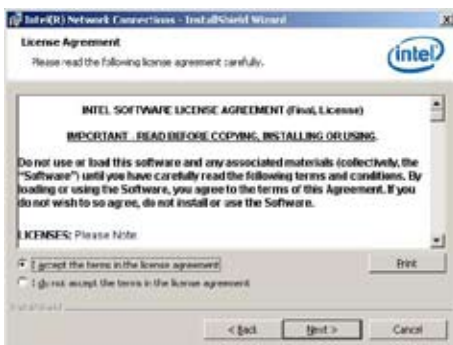 Intel(R) Network Connections - InstallShield Wizard
License Agreement
Please read the following license agreement carefully.
intel
INTEL SOFTWARE LICENSE AGREEMENT (Final, License)
IMPORTANT - READ BEFORE COPYING, INSTALLING OR USING.
Do not use or load this software and any associated materials (collectively, the
"Software") until you have carefully read the following terms and conditions. By
loading or using the Software, you agree to the terms of this Agreement. If you
do not wish to so agree, do not install or use the Software.
LICENSES: Please Note:
I accept the terms in the license agreement
Print
I do not accept the terms in the license agreement
InstallShield
< Back
Next >
Cancel